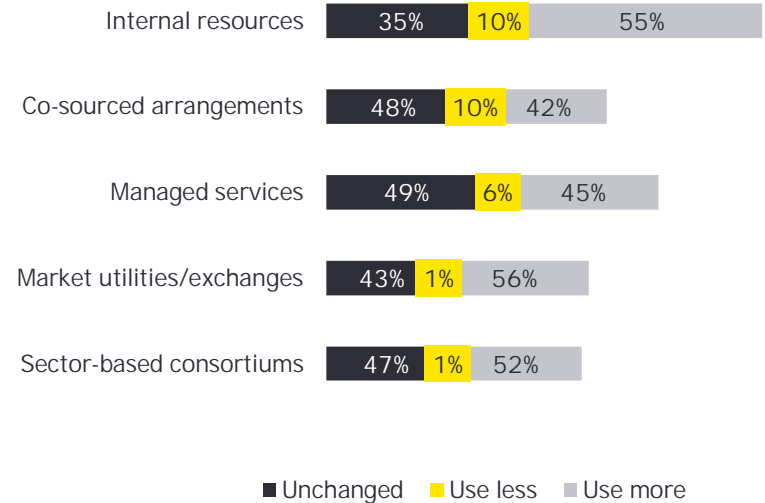 Internal resources 35% 10% 55%
Co-sourced arrangements 48% 10% 42%
Managed services 49% 6% 45%
Market utilities/exchanges 43% 1% 56%
Sector-based consortiums 47% 1% 52%
Unchanged Use less Use more